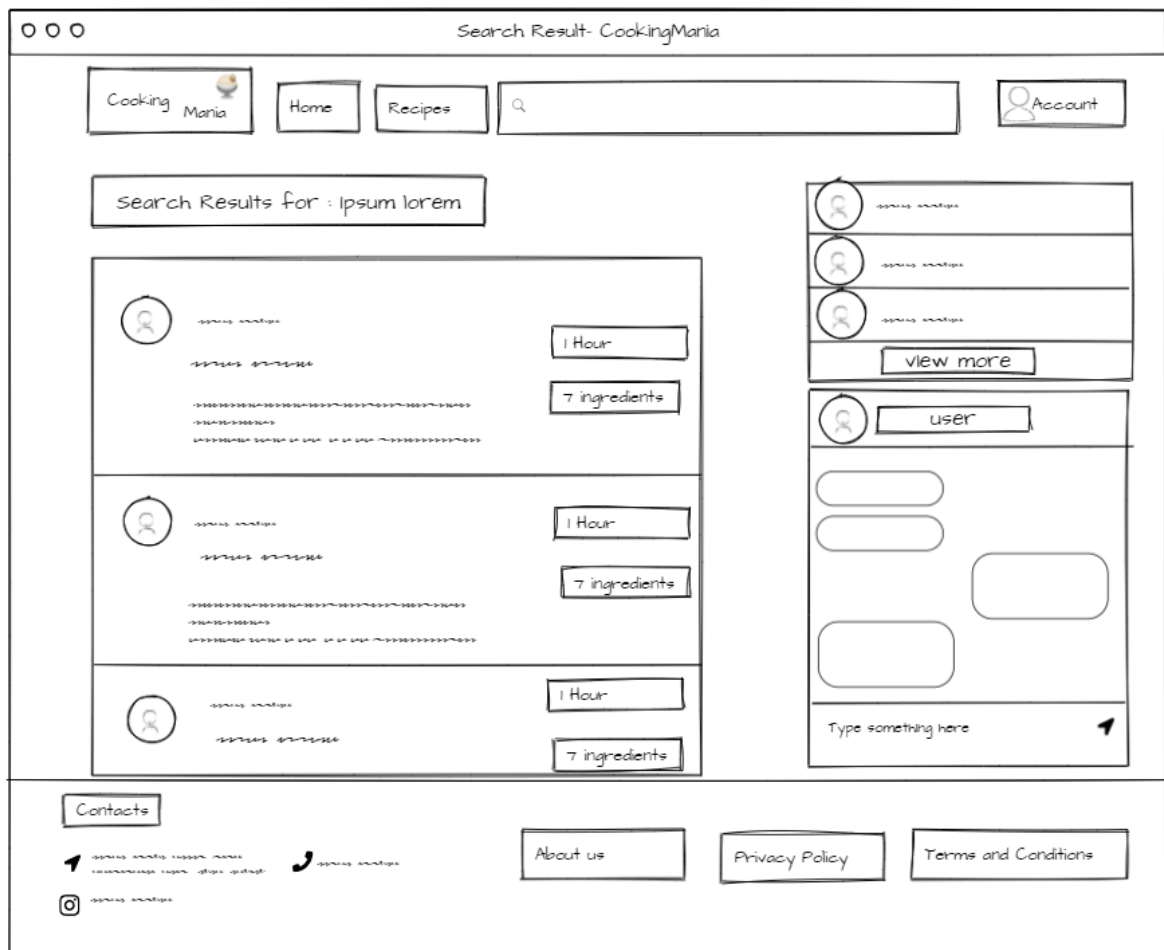 Search Result- CookingMania
Cooking
Mania
Home
Recipes
Account
Search Results for : Ipsum lorem
1 Hour
7 ingredients
1 Hour
7 ingredients
1 Hour
7 ingredients
view more
user
Type something here
Contacts
About us
Privacy Policy
Terms and Conditions